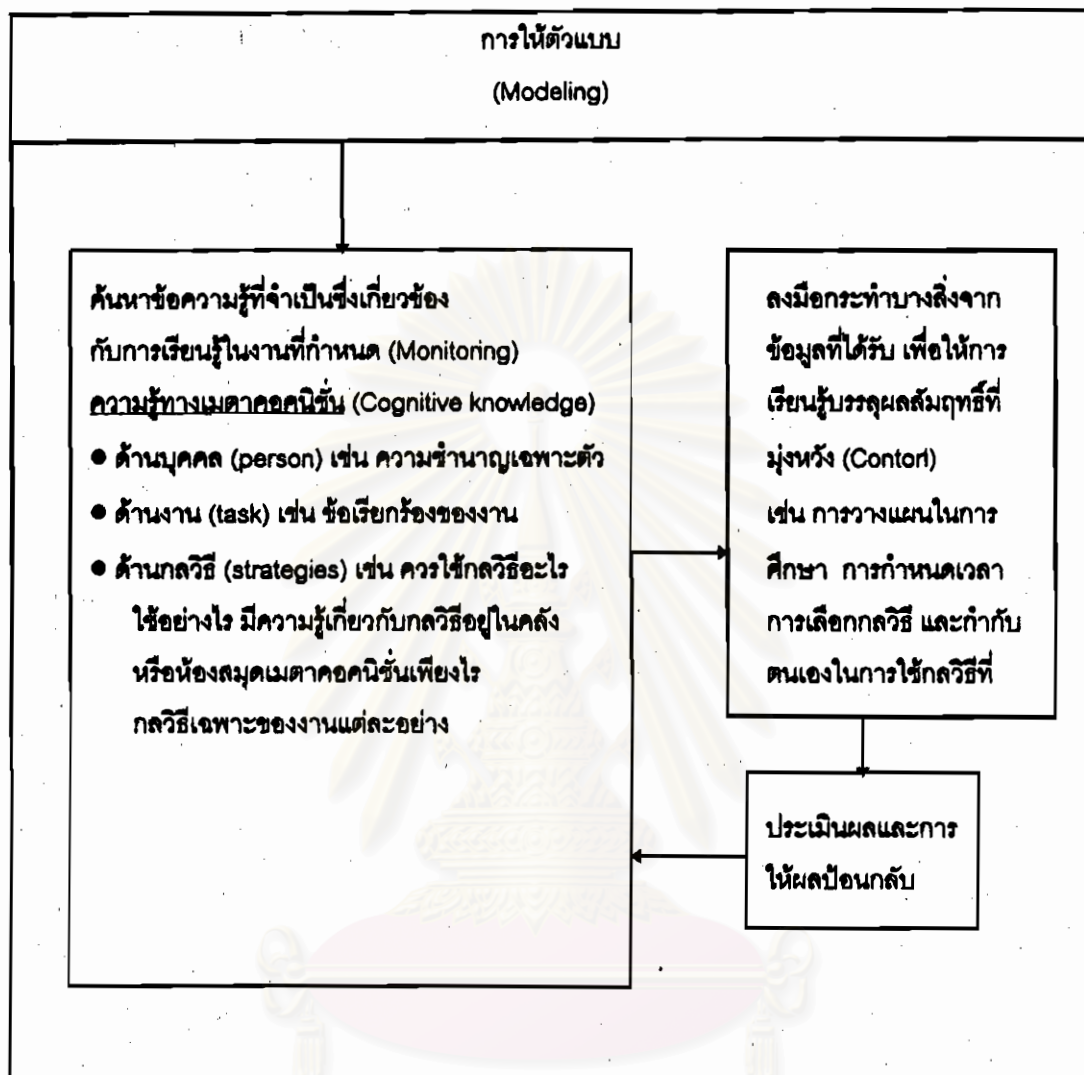 การให้ตัวแบบ
(Modeling)
ค้นหาข้อความรู้ที่จำเป็นซึ่งเกี่ยวข้อง
กับการเรียนรู้ในงานที่กำหนด (Monitoring)
ความรู้ทางเมตาคอคนิชั่น (Cognitive knowledge)
● ด้านบุคคล (person) เช่น ความชำนาญเฉพาะตัว
● ด้านงาน (task) เช่น ข้อเรียกร้องของงาน
● ด้านกลวิธี (strategies) เช่น ควรใช้กลวิธีอะไร
ใช้อย่างไร มีความรู้เกี่ยวกับกลวิธีอยู่ในคลัง
หรือห้องสมุดเมตาคอคนิชั่นเพียงไร
กลวิธีเฉพาะของงานแต่ละอย่าง
ลงมือกระทำบางสิ่งจาก
ข้อมูลที่ได้รับ เพื่อให้การ
เรียนรู้บรรลุผลสัมฤทธิ์ที่
มุ่งหวัง (Contorl)
เช่น การวางแผนในการ
ศึกษา การกำหนดเวลา
การเลือกกลวิธี และกำกับ
ตนเองในการใช้กลวิธีที่
ประเมินผลและการ
ให้ผลป้อนกลับ